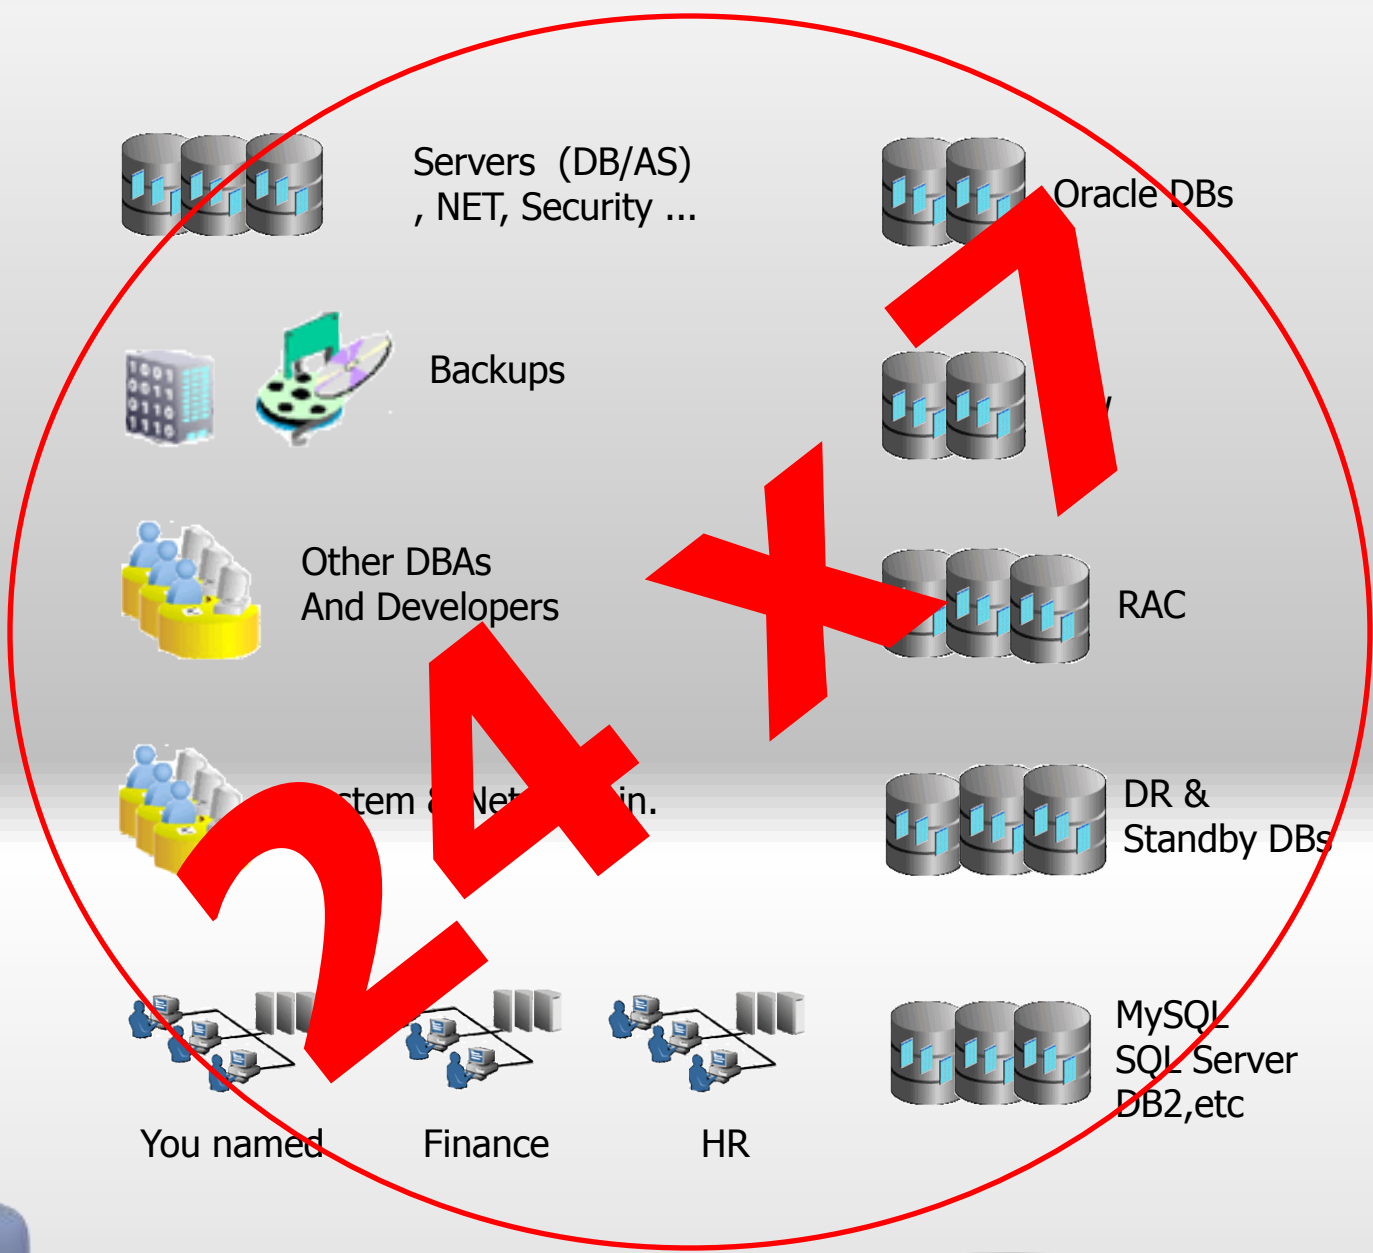 Servers (DB/AS)
, NET, Security ...
Oracle DBs
Backups
Other DBAs
And Developers
RAC
in.
DR &
Standby DBs
MySQL
SQL Server
DB2,etc
You named
Finance
HR
24 x 7